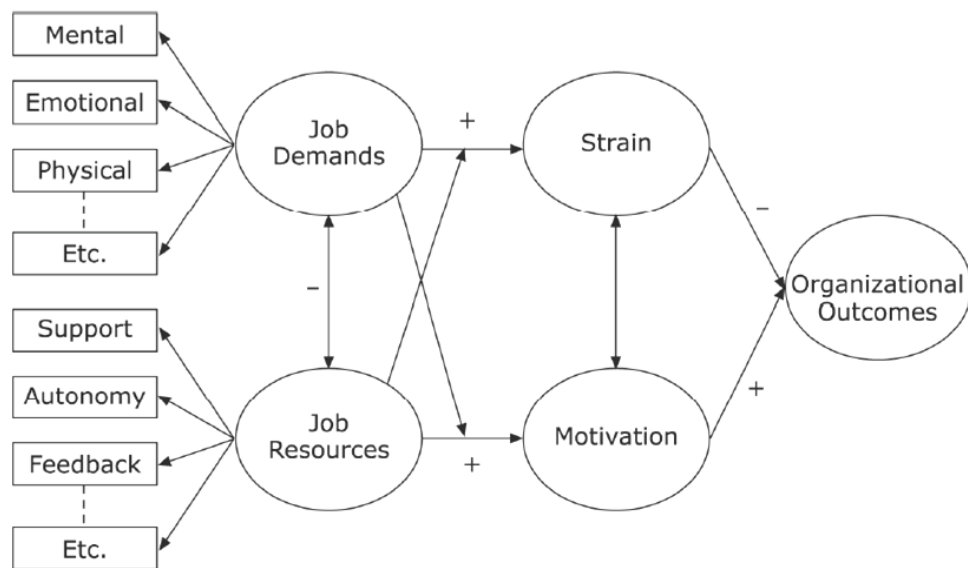 Mental
Emotional
Physical
Etc.
Support
Autonomy
Feedback
Etc.
Job
Demands
Job
Resources
+
–
+
Strain
Motivation
–
+
Organizational
Outcomes